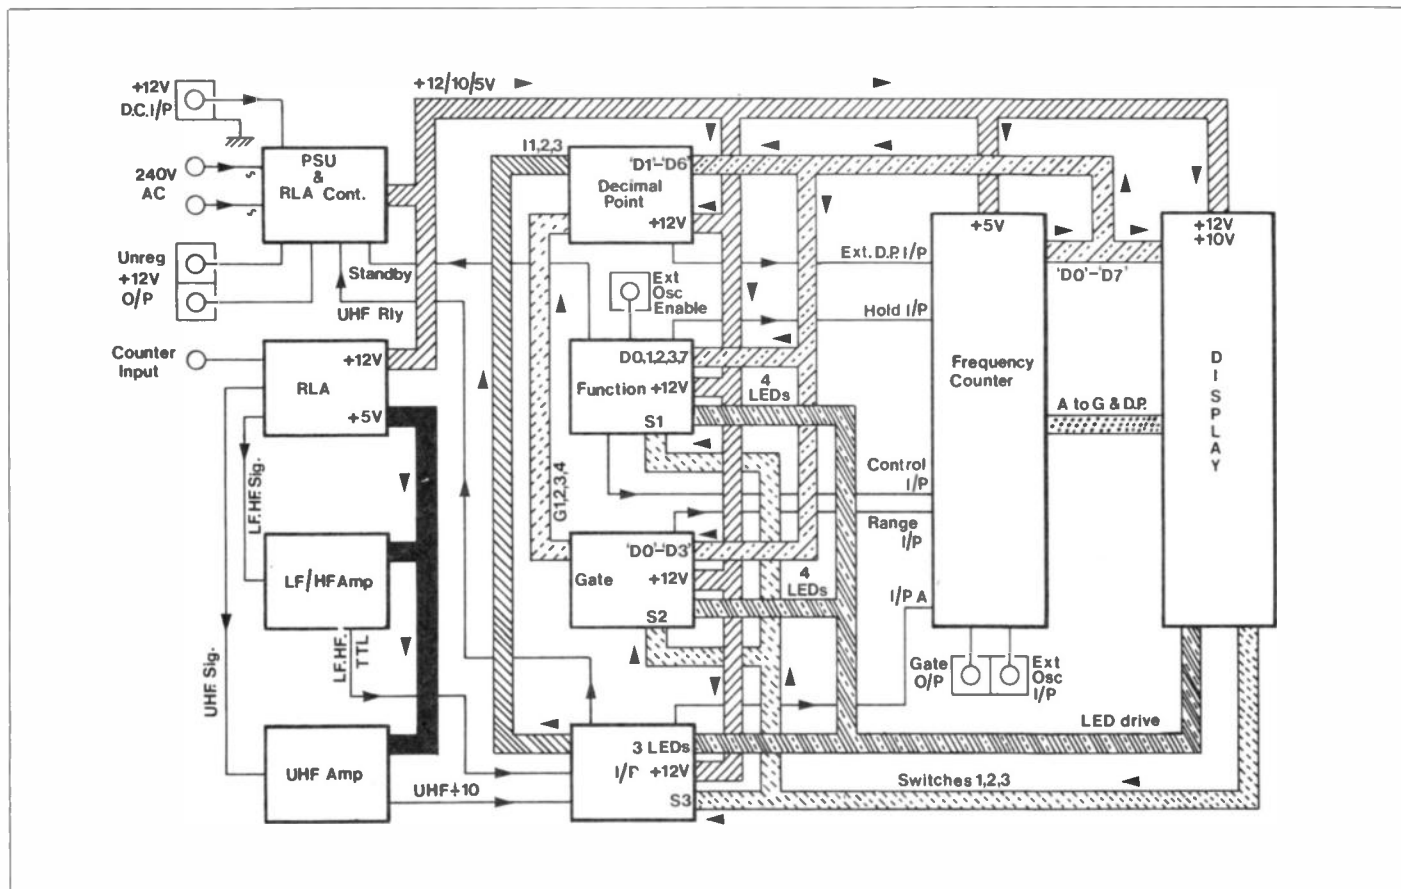 +12/10/5V
+12V
D.C. I/P
240V
AC
PSU
&
RLA Cont.
Unreg
+12V
O/P
Standby
UHF Rly
Counter
Input
+12V
RLA
+5V
LF.HF.Sig.
UHF. Sig.
LF/HF Amp
LF.HF.
TTL
UHF Amp
UHF÷10
I1,2,3
'D1'-'D6'
Decimal
Point
+12V
Ext
Osc
Enable
G1,2,3,4
D0,1,2,3,7
Function +12V
S1
4
LEDs
'D0'-'D3'
Gate
+12V
S2
4
LEDs
3 LEDs
I/F +12V
S3
Ext. D.P. I/P
Hold I/P
Control
I/P
Range
I/P
I/P A
+5V
Frequency
Counter
Gate
O/P
Ext
Osc
I/P
'D0'-'D7'
A to G & D.P.
+12V
+10V
DISPLAY
LED drive
Switches 1,2,3